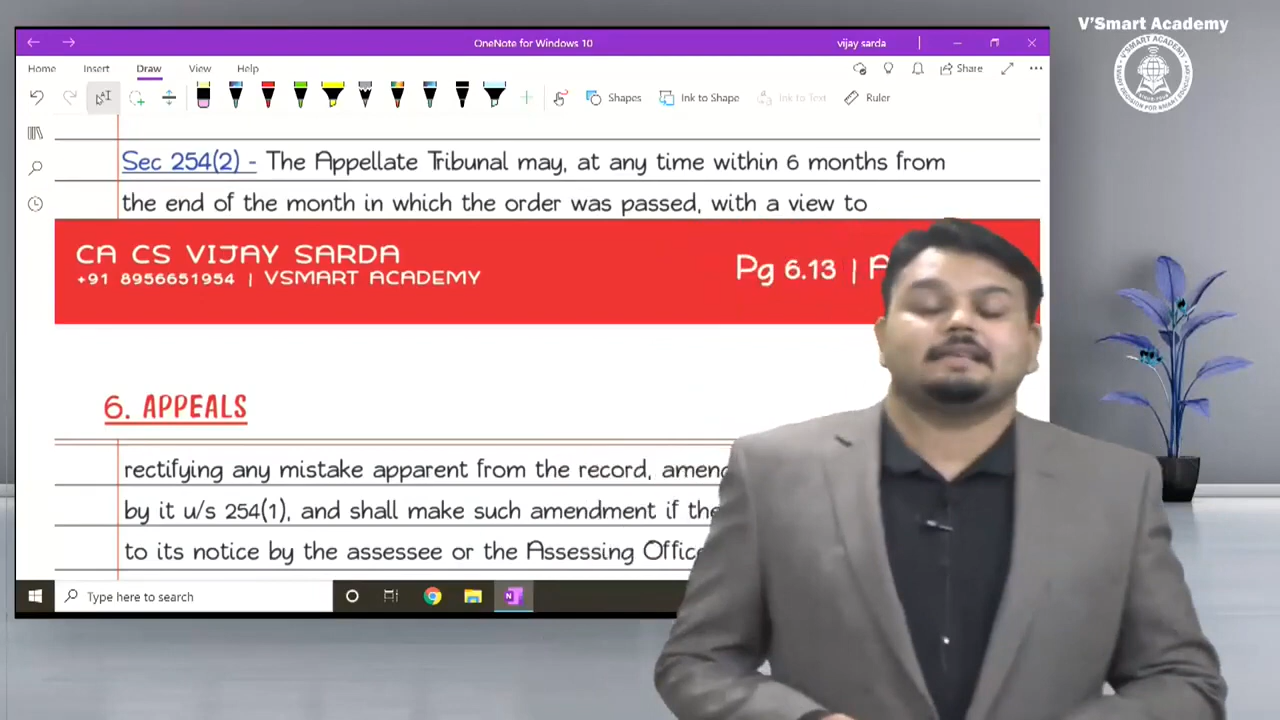 V'Smart Academy
OneNote for Windows 10
vijay sarda
Home Insert Draw View Help
Share
Shapes Ink to Shape Ink to Text Ruler
Sec 254(2) - The Appellate Tribunal may, at any time within 6 months from
the end of the month in which the order was passed, with a view to
CA CS VIJAY SARDA
+91 8956651954 | VSMART ACADEMY
Pg 6.13 |
6. APPEALS
rectifying any mistake apparent from the record,
by it u/s 254(1), and shall make such amendment if
to its notice by the assessee or the Assessing
Type here to search